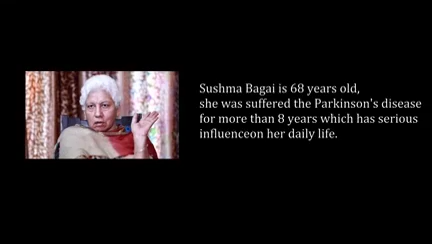 Sushma Bagai is 68 years old,
she was suffered the Parkinson's disease
for more than 8 years which has serious
influenceon her daily life.